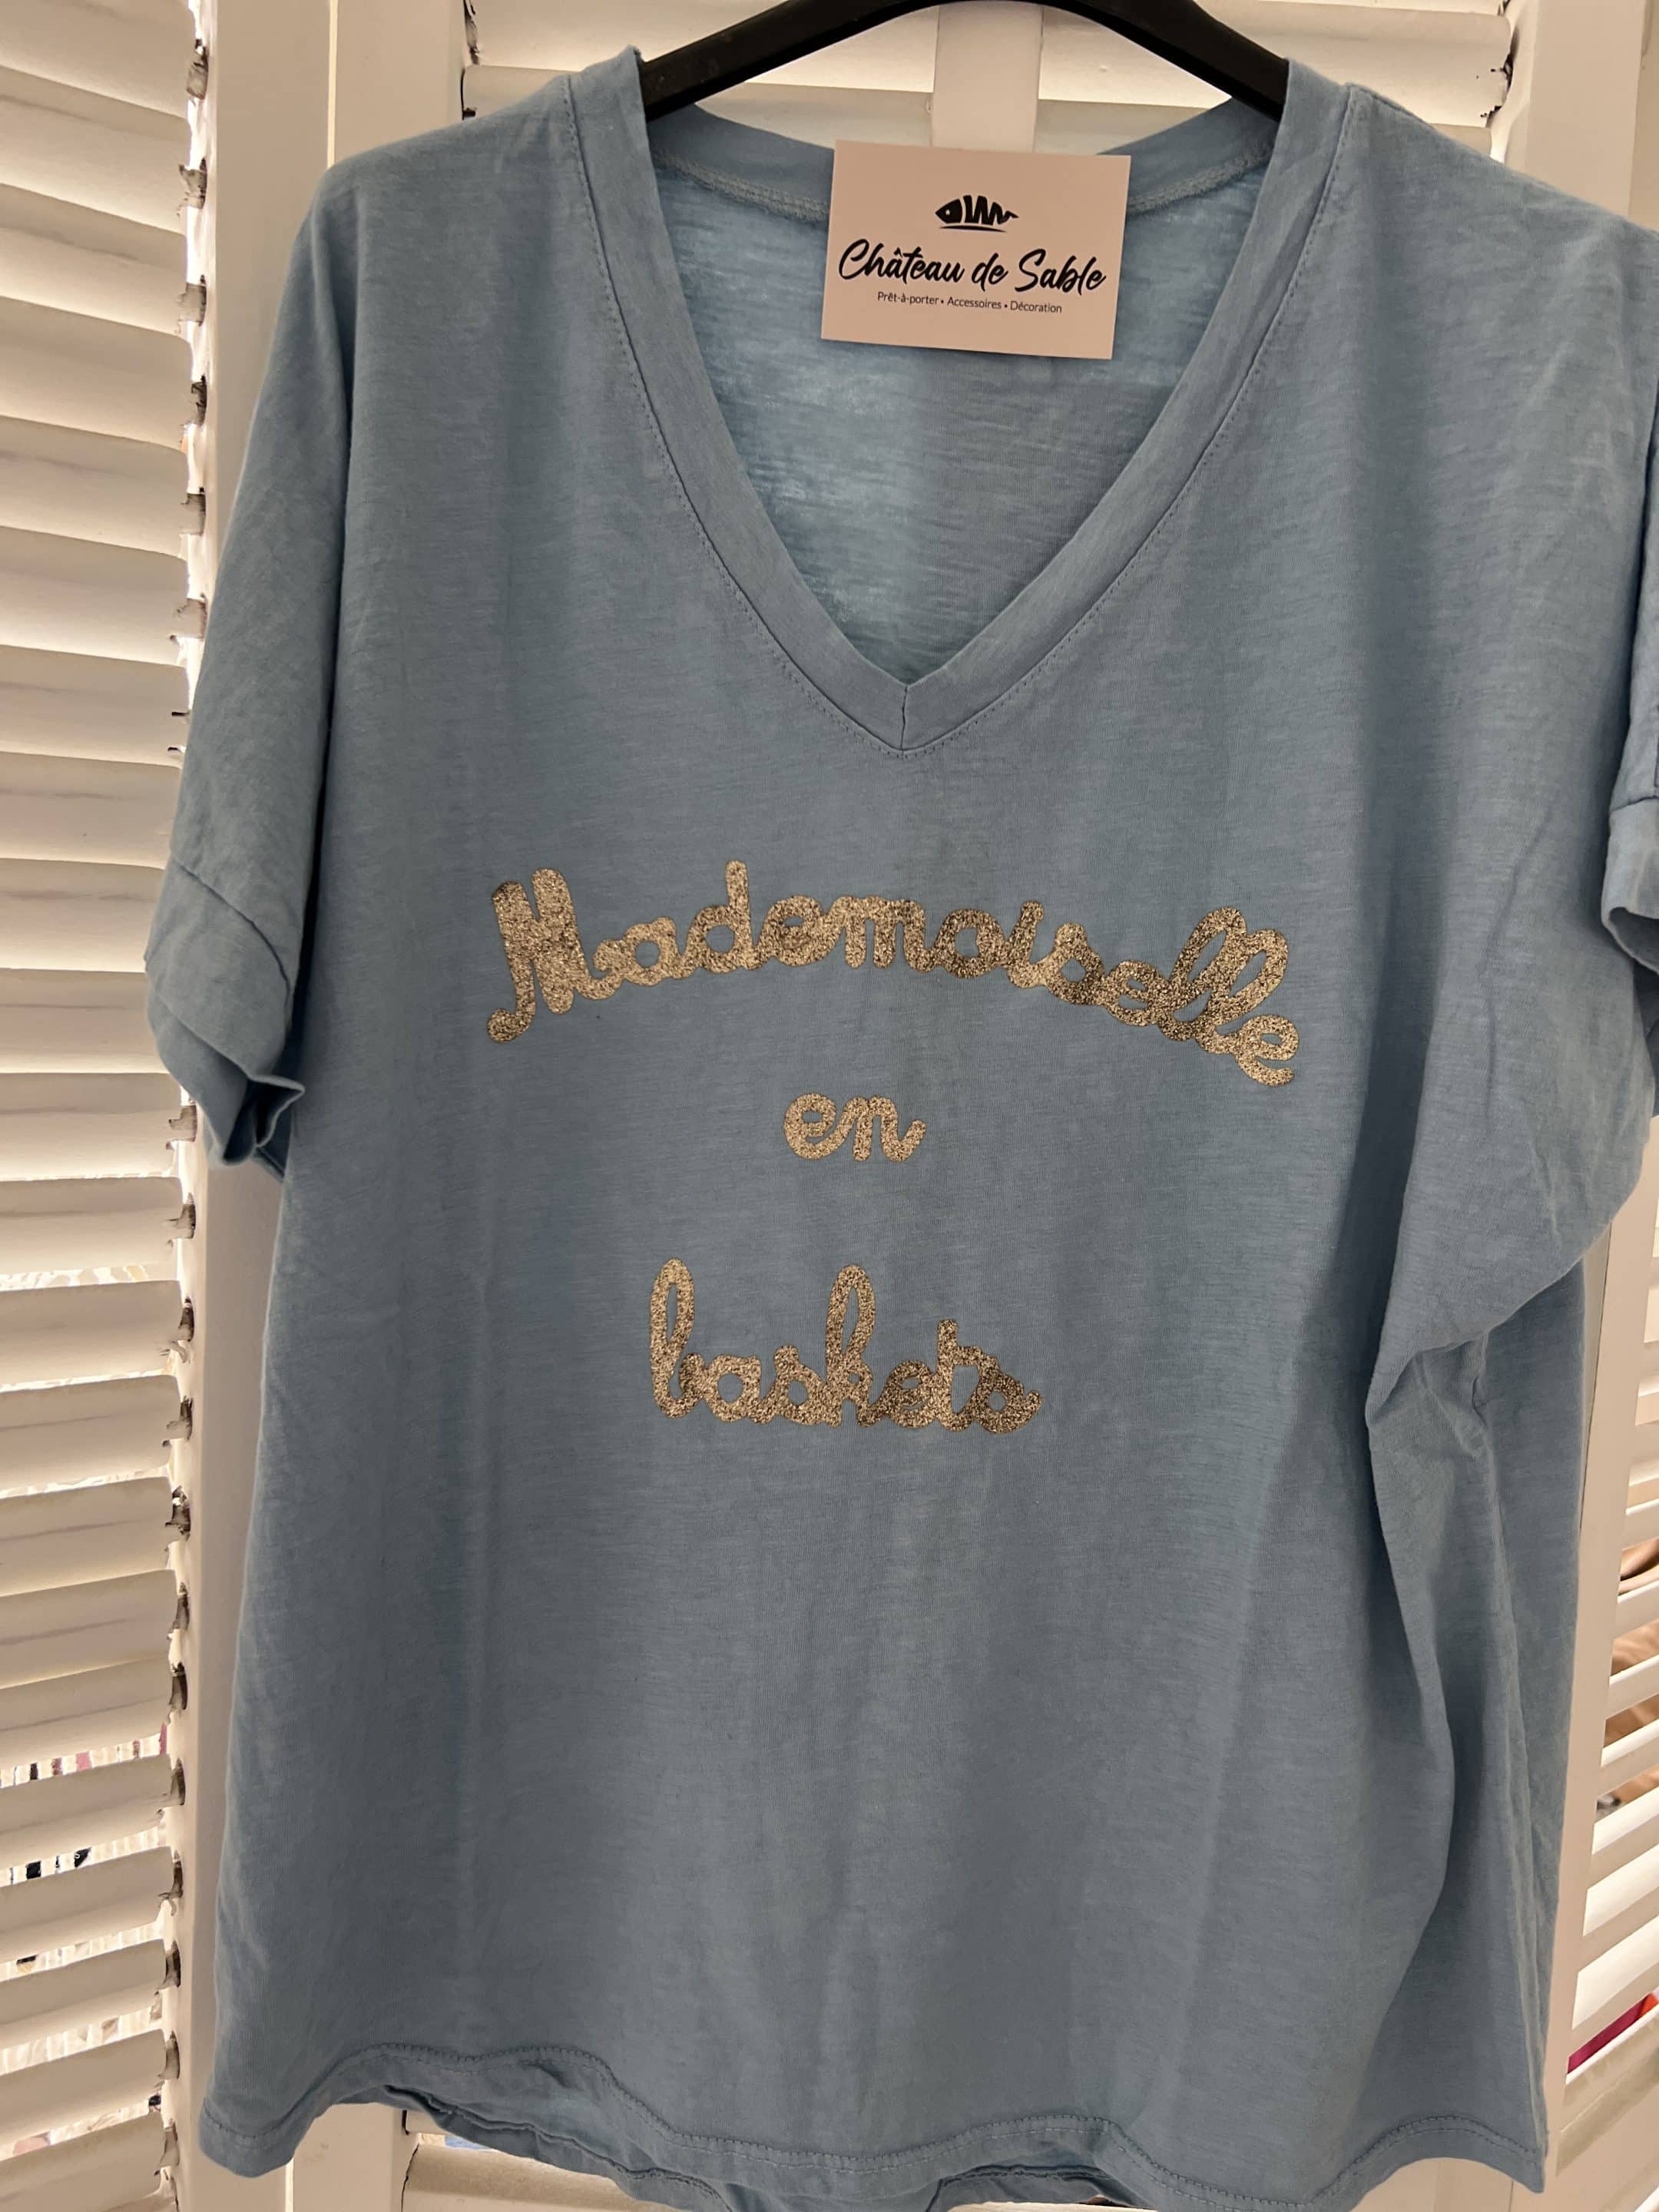 Château de Sable
Prêt-à-porter • Accessoires • Décoration
Mademoiselle
en
baskets